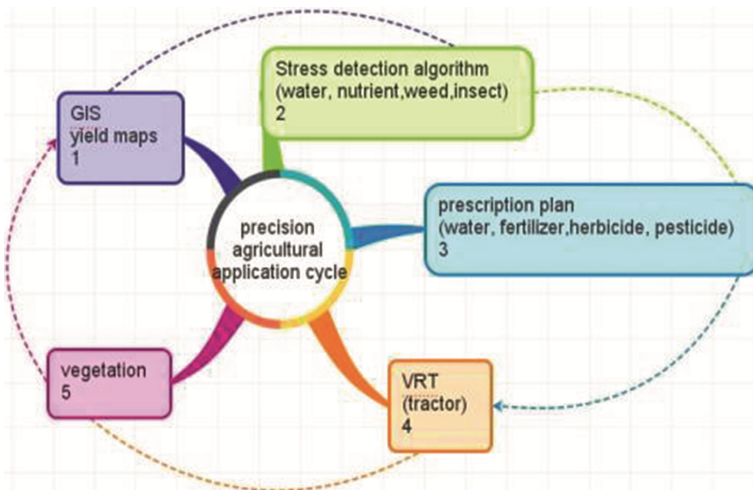 GIS
yield maps
1
Stress detection algorithm
(water, nutrient,weed,insect)
2
prescription plan
(water, fertilizer,herbicide, pesticide)
3
VRT
(tractor)
4
vegetation
5
precision
agricultural
application cycle